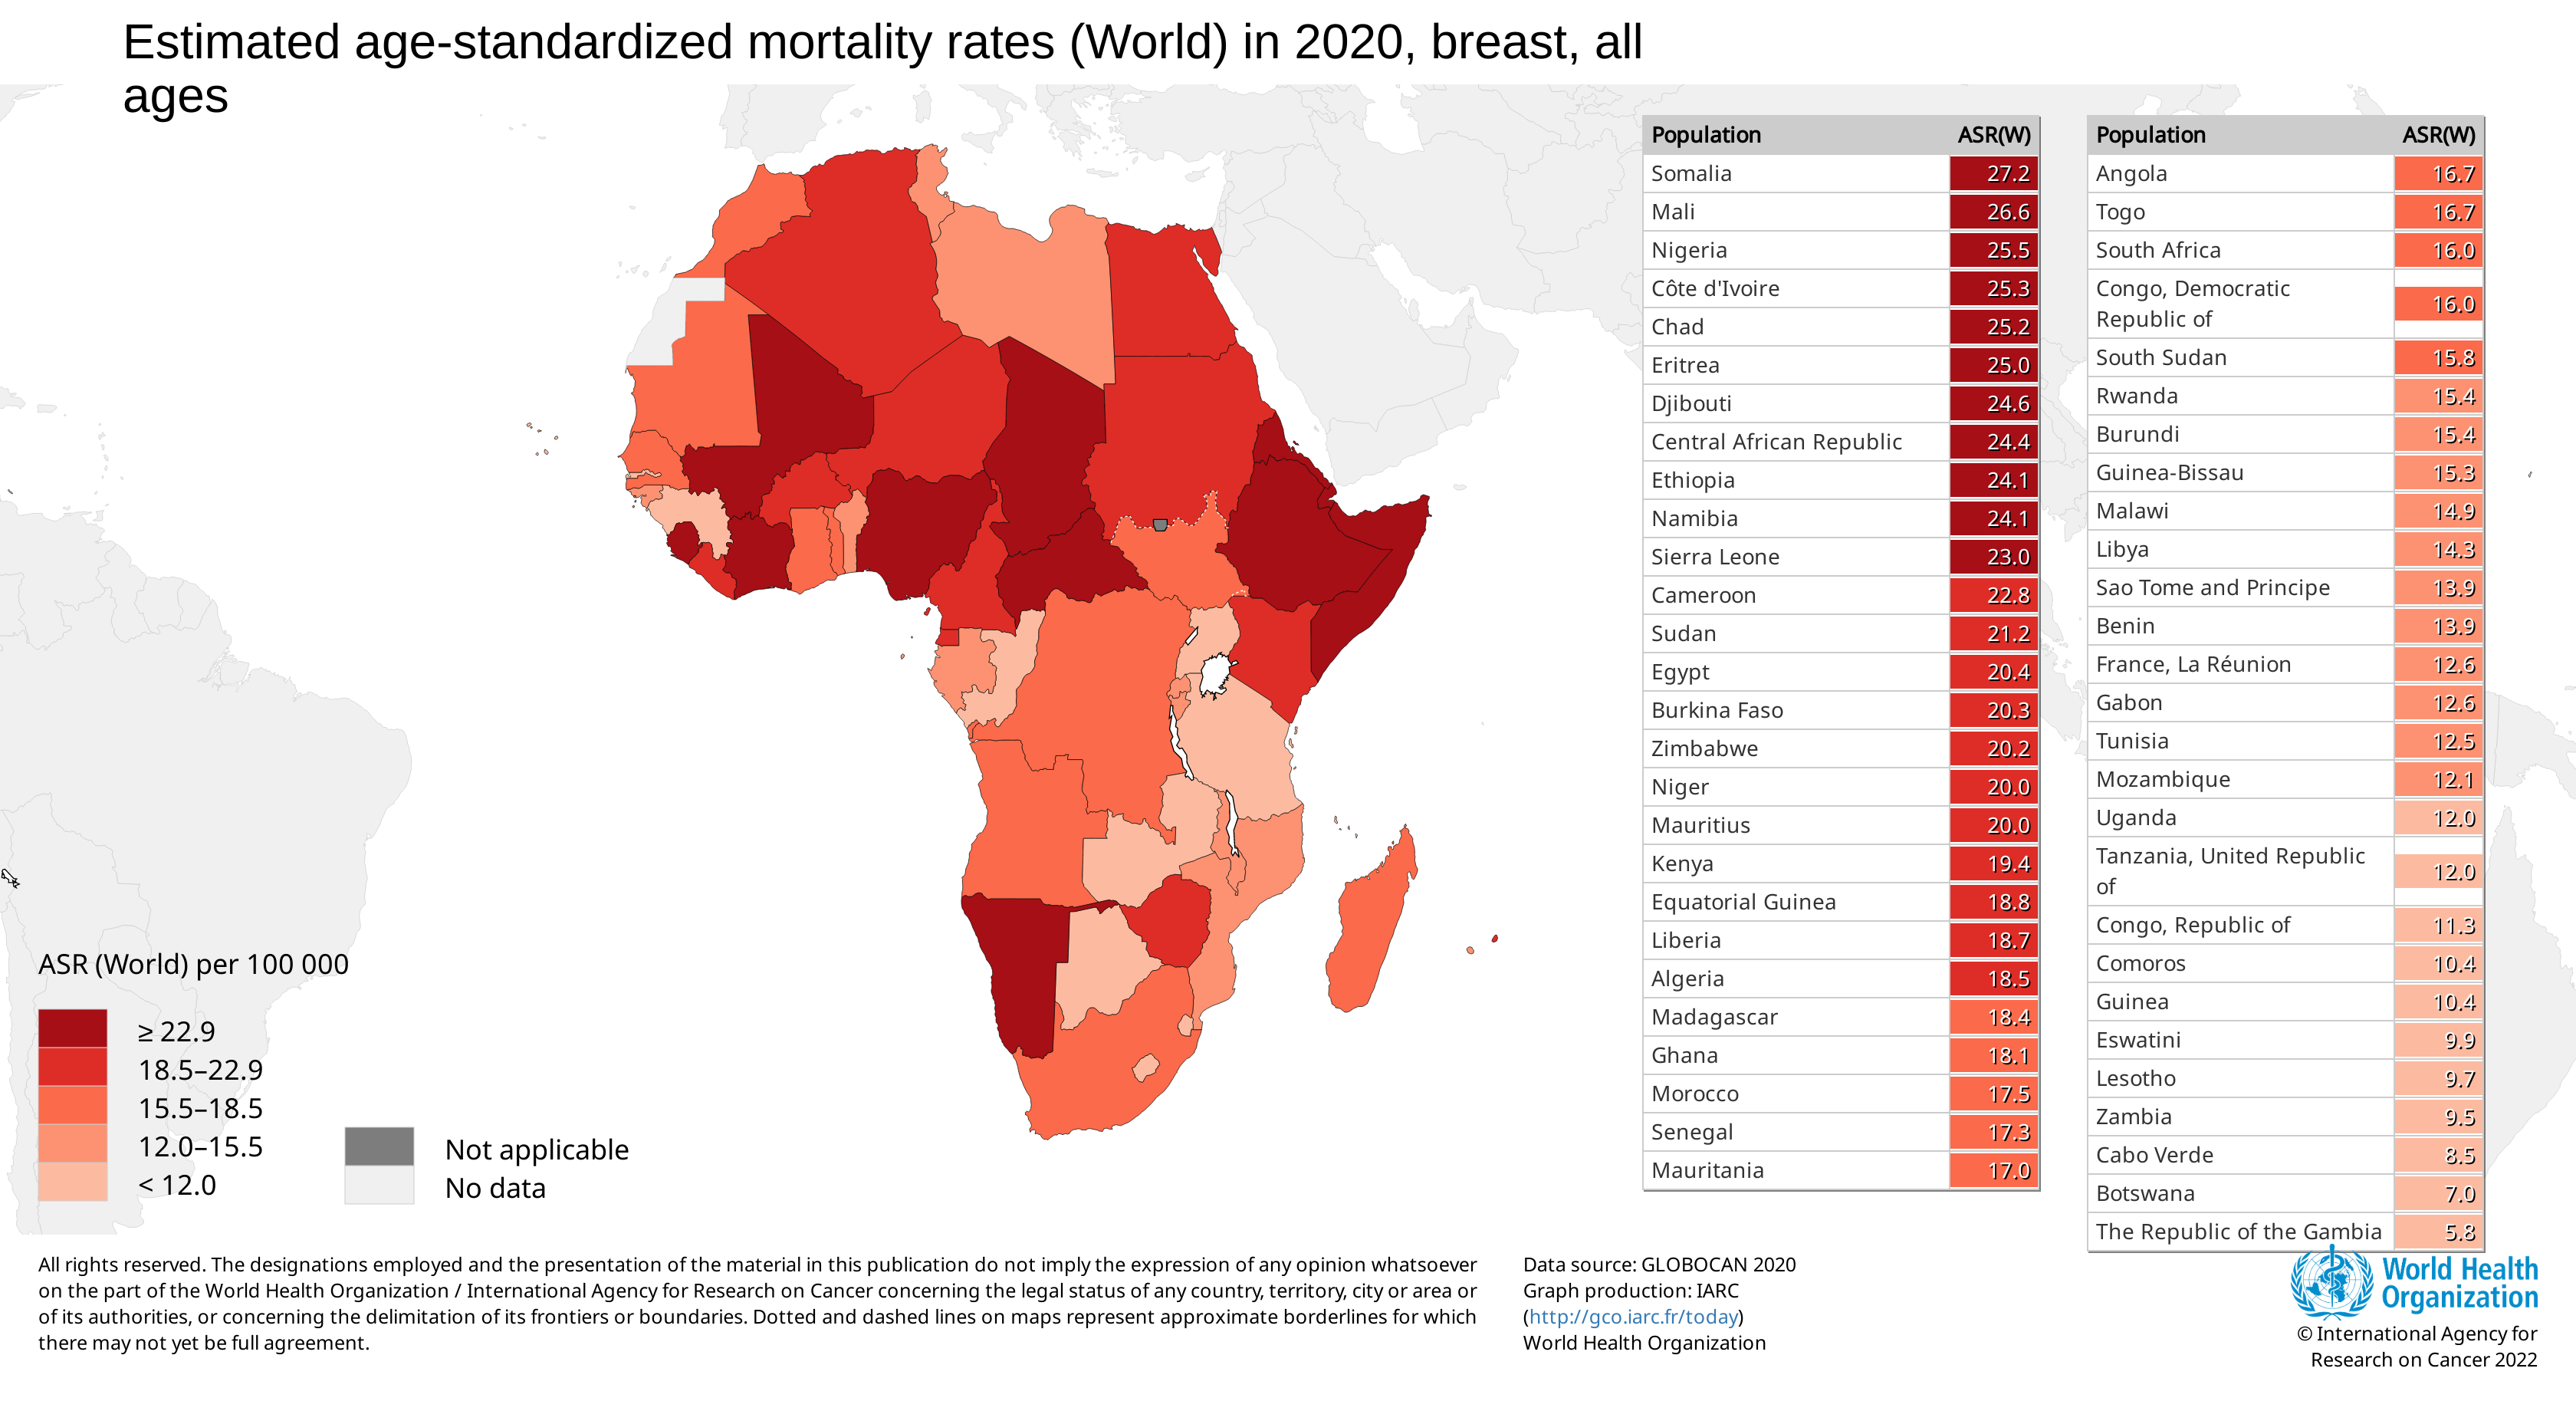 Estimated age-standardized mortality rates (World) in 2020, breast, all
ages
Population ASR(W)
Somalia 27.2
Mali 26.6
Nigeria 25.5
Côte d'Ivoire 25.3
Chad 25.2
Eritrea 25.0
Djibouti 24.6
Central African Republic 24.4
Ethiopia 24.1
Namibia 24.1
Sierra Leone 23.0
Cameroon 22.8
Sudan 21.2
Egypt 20.4
Burkina Faso 20.3
Zimbabwe 20.2
Niger 20.0
Mauritius 20.0
Kenya 19.4
Equatorial Guinea 18.8
Liberia 18.7
Algeria 18.5
Madagascar 18.4
Ghana 18.1
Morocco 17.5
Senegal 17.3
Mauritania 17.0
Population ASR(W)
Angola 16.7
Togo 16.7
South Africa 16.0
Congo, Democratic
Republic of 16.0
South Sudan 15.8
Rwanda 15.4
Burundi 15.4
Guinea-Bissau 15.3
Malawi 14.9
Libya 14.3
Sao Tome and Principe 13.9
Benin 13.9
France, La Réunion 12.6
Gabon 12.6
Tunisia 12.5
Mozambique 12.1
Uganda 12.0
Tanzania, United Republic
of 12.0
Congo, Republic of 11.3
Comoros 10.4
Guinea 10.4
Eswatini 9.9
Lesotho 9.7
Zambia 9.5
Cabo Verde 8.5
Botswana 7.0
The Republic of the Gambia 5.8
ASR (World) per 100 000
≥ 22.9
18.5–22.9
15.5–18.5
12.0–15.5
< 12.0
Not applicable
No data
All rights reserved. The designations employed and the presentation of the material in this publication do not imply the expression of any opinion whatsoever
on the part of the World Health Organization / International Agency for Research on Cancer concerning the legal status of any country, territory, city or area or
of its authorities, or concerning the delimitation of its frontiers or boundaries. Dotted and dashed lines on maps represent approximate borderlines for which
there may not yet be full agreement.
Data source: GLOBOCAN 2020
Graph production: IARC
(http://gco.iarc.fr/today)
World Health Organization
World Health
Organization
© International Agency for
Research on Cancer 2022